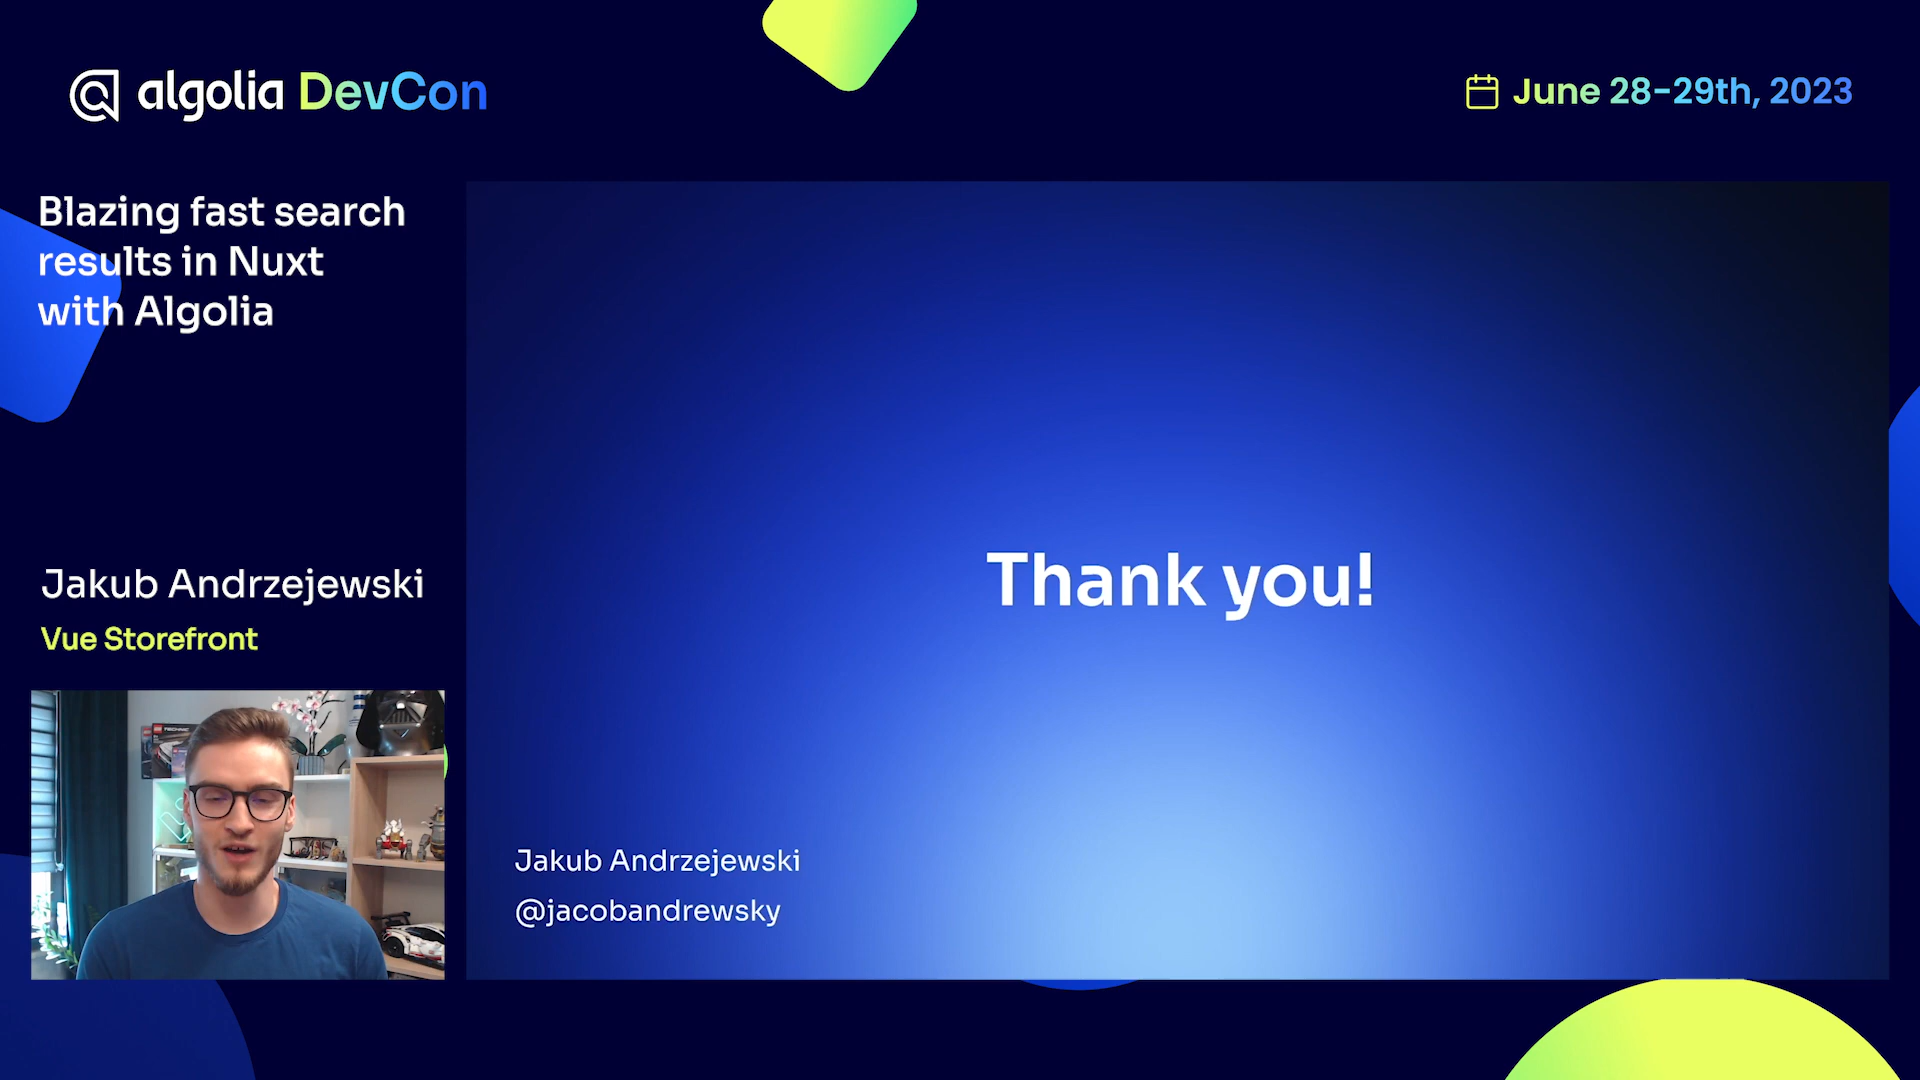 algolia DevCon
June 28-29th, 2023
Blazing fast search
results in Nuxt
with Algolia
Jakub Andrzejewski
Vue Storefront
TECHNIC
Thank you!
Jakub Andrzejewski
@jacobandrewsky